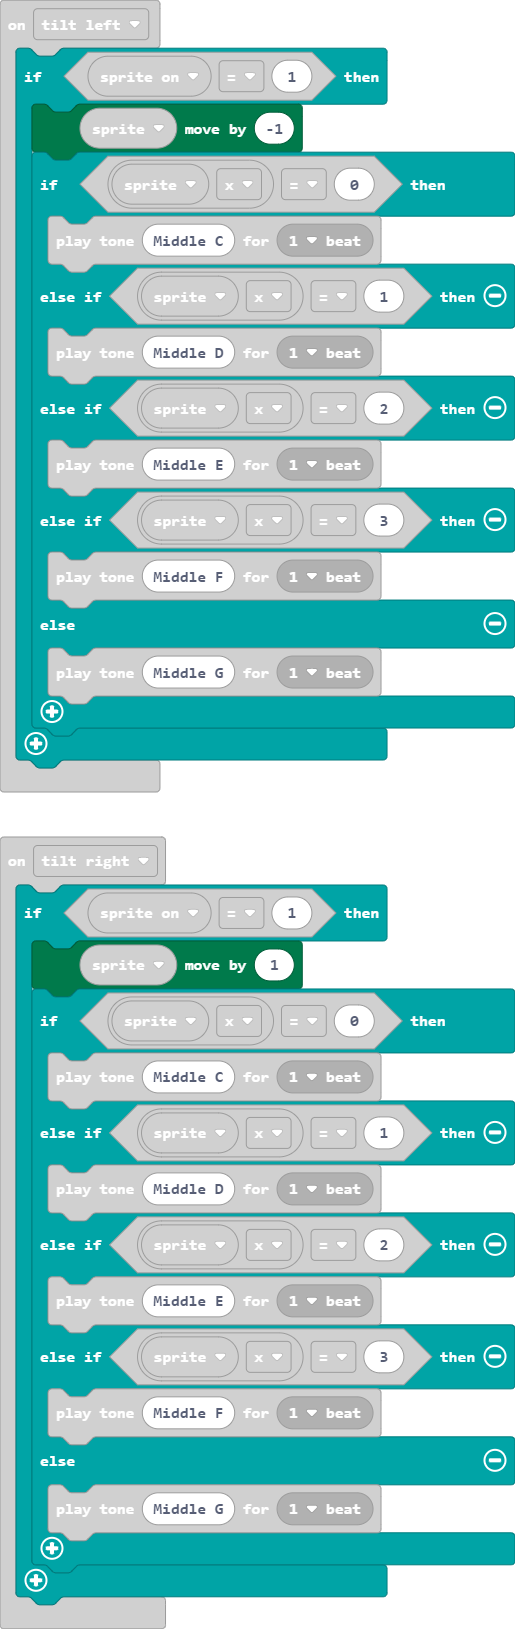 on tilt left
if sprite on = 1 then
sprite move by -1
if sprite x = 0 then
play tone Middle C for 1 beat
else if sprite x = 1 then
play tone Middle D for 1 beat
else if sprite x = 2 then
play tone Middle E for 1 beat
else if sprite x = 3 then
play tone Middle F for 1 beat
else
play tone Middle G for 1 beat
on tilt right
if sprite on = 1 then
sprite move by 1
if sprite x = 0 then
play tone Middle C for 1 beat
else if sprite x = 1 then
play tone Middle D for 1 beat
else if sprite x = 2 then
play tone Middle E for 1 beat
else if sprite x = 3 then
play tone Middle F for 1 beat
else
play tone Middle G for 1 beat